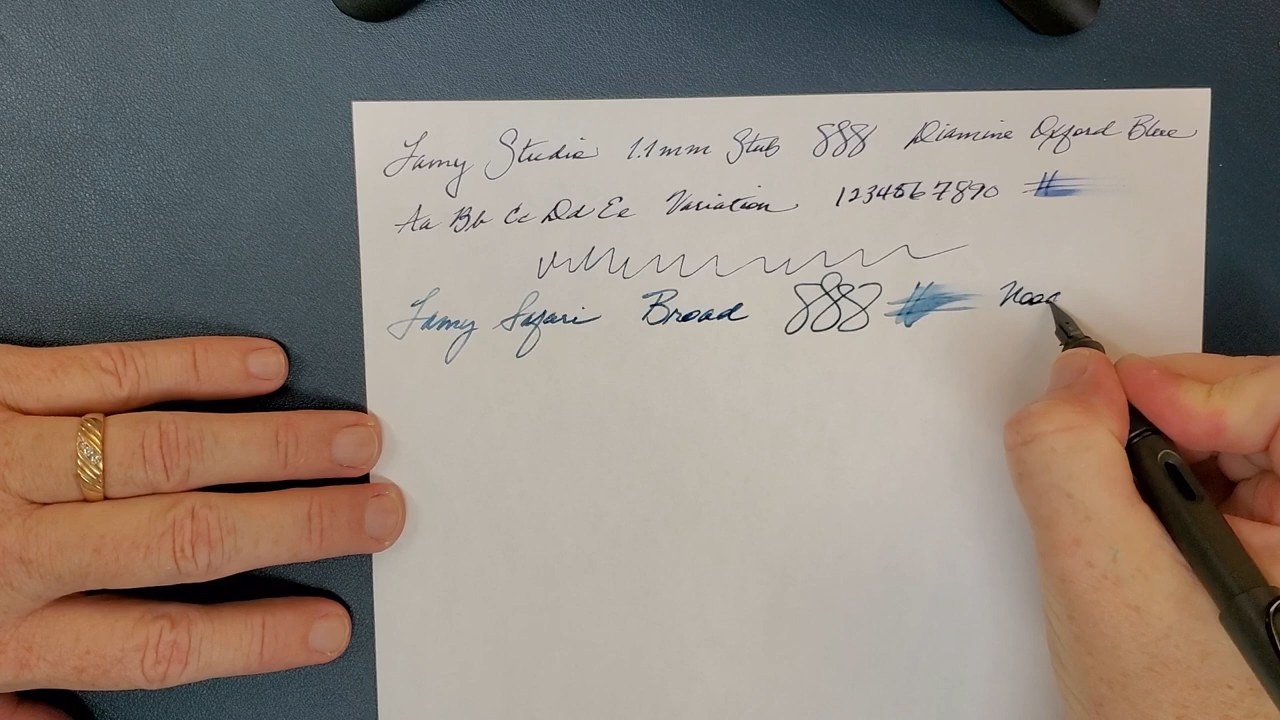 Lamy Studio 1.1mm Stub 888 Diamine Oxford Blue
Aa Bb Cc Dd Ee Variation 1234567890 #
Lamy Safari Broad 888 # Nood